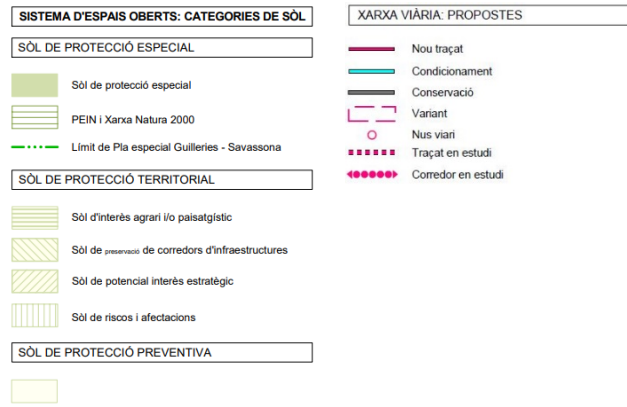 SISTEMA D'ESPAIS OBERTS: CATEGORIES DE SÒL
SÒL DE PROTECCIÓ ESPECIAL
Sòl de protecció especial
PEIN i Xarxa Natura 2000
Límit de Pla especial Guilleries - Savassona
SÒL DE PROTECCIÓ TERRITORIAL
Sòl d'interès agrari i/o paisatgístic
Sòl de preservació de corredors d'infraestructures
Sòl de potencial interès estratègic
Sòl de riscos i afectacions
SÒL DE PROTECCIÓ PREVENTIVA
XARXA VIÀRIA: PROPOSTES
Nou traçat
Condicionament
Conservació
Variant
Nus viari
Traçat en estudi
Corredor en estudi